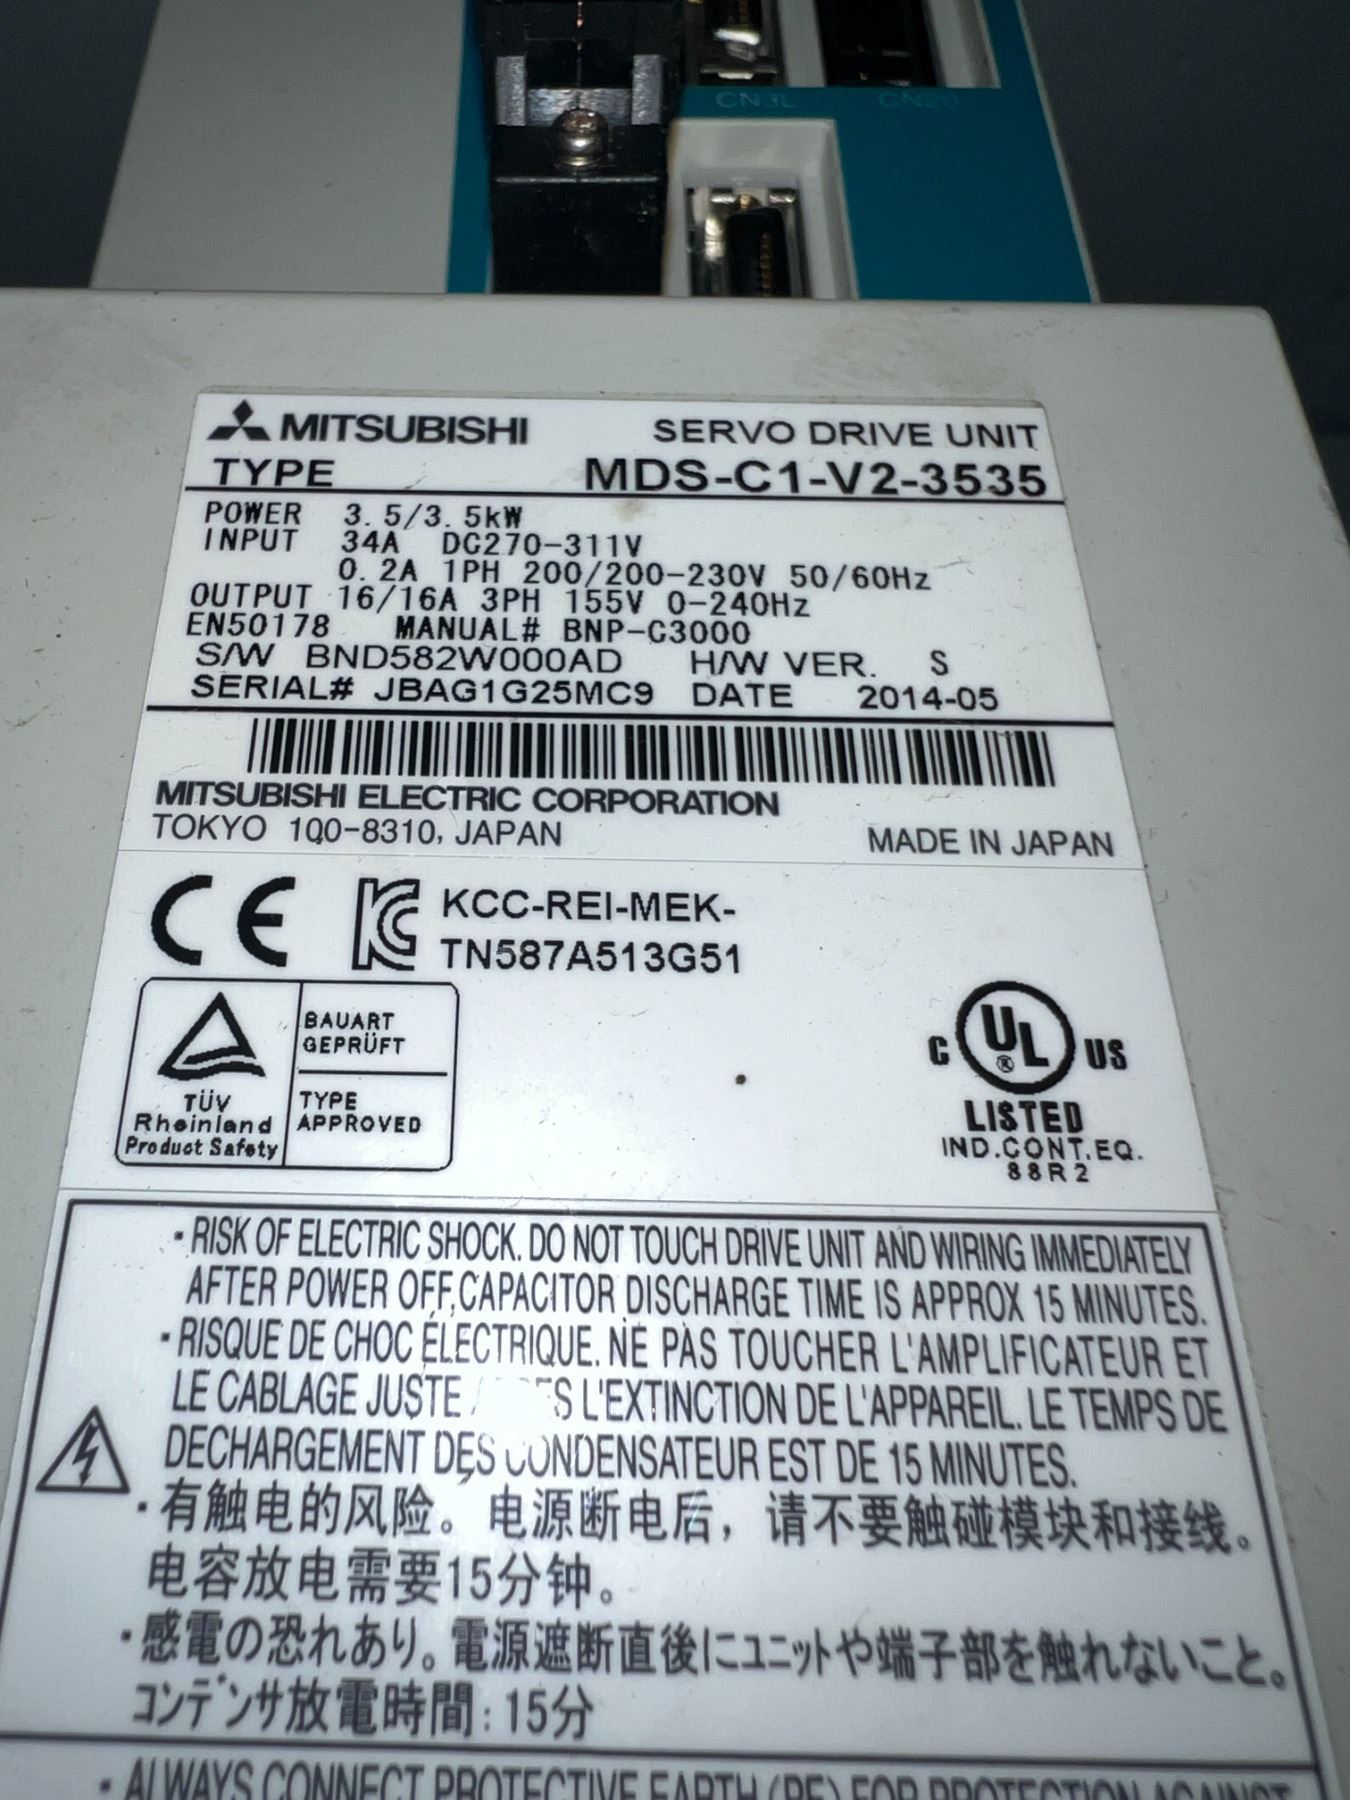 CN3L CN20
MITSUBISHI SERVO DRIVE UNIT
TYPE MDS-C1-V2-3535
POWER 3.5/3.5kW
INPUT 34A DC270-311V
0.2A 1PH 200/200-230V 50/60Hz
OUTPUT 16/16A 3PH 155V 0-240Hz
EN50178 MANUAL# BNP-C3000
S/W BND582W000AD H/W VER. S
SERIAL# JBAG1G25MC9 DATE 2014-05
MITSUBISHI ELECTRIC CORPORATION
TOKYO 100-8310, JAPAN MADE IN JAPAN
CE KCC-REI-MEK-
TN587A513G51
BAUART
GEPRÜFT
TÜV
Rheinland
Product Safety
TYPE
APPROVED
C UL ® US
LISTED
IND.CONT.EQ.
88R2
・RISK OF ELECTRIC SHOCK. DO NOT TOUCH DRIVE UNIT AND WIRING IMMEDIATELY
AFTER POWER OFF,CAPACITOR DISCHARGE TIME IS APPROX 15 MINUTES.
・RISQUE DE CHOC ÉLECTRIQUE. NE PAS TOUCHER L'AMPLIFICATEUR ET
LE CABLAGE JUSTE L'EXTINCTION DE L'APPAREIL. LE TEMPS DE
DECHARGEMENT DES CONDENSATEUR EST DE 15 MINUTES.
・有触电的风险。电源断电后，请不要触碰模块和接线。
电容放电需要15分钟。
・感電の恐れあり。電源遮断直後にユニットや端子部を触れないこと。
コンデンサ放電時間：15分
・ALWAYS CONNECT PROTECTIVE EARTH (PE) FOR PROTECTION AGAINST